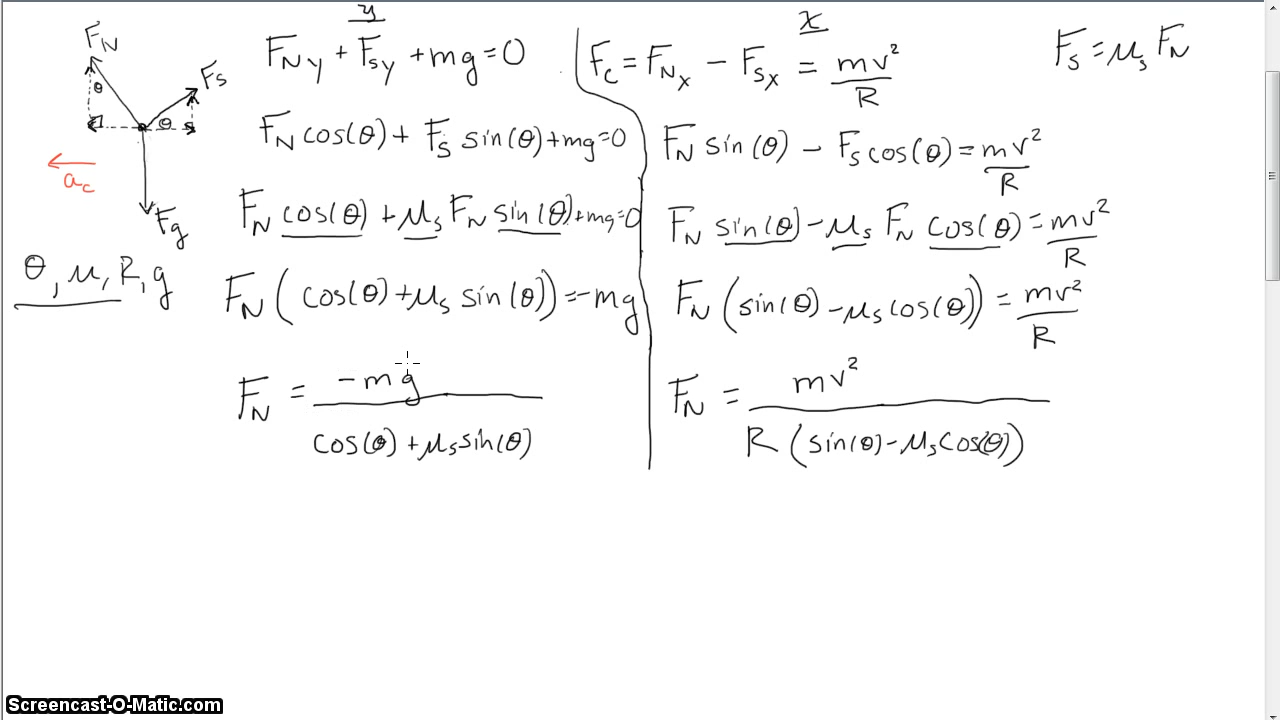 y
x
F_N
F_Ny + F_sy + mg = 0
F_c = F_Nx − F_sx = mv²/R
F_s = μ_s F_N
F_s
θ
θ
F_N cos(θ) + F_s sin(θ) + mg = 0
F_N sin(θ) − F_s cos(θ) = mv²/R
a_c
F_g
F_N cos(θ) + μ_s F_N sin(θ) + mg = 0
F_N sin(θ) − μ_s F_N cos(θ) = mv²/R
θ, μ, R, g
F_N (cos(θ) + μ_s sin(θ)) = −mg
F_N (sin(θ) − μ_s cos(θ)) = mv²/R
F_N = −mg / cos(θ) + μ_s sin(θ)
F_N = mv² / R (sin(θ) − μ_s cos(θ))
Screencast-O-Matic.com